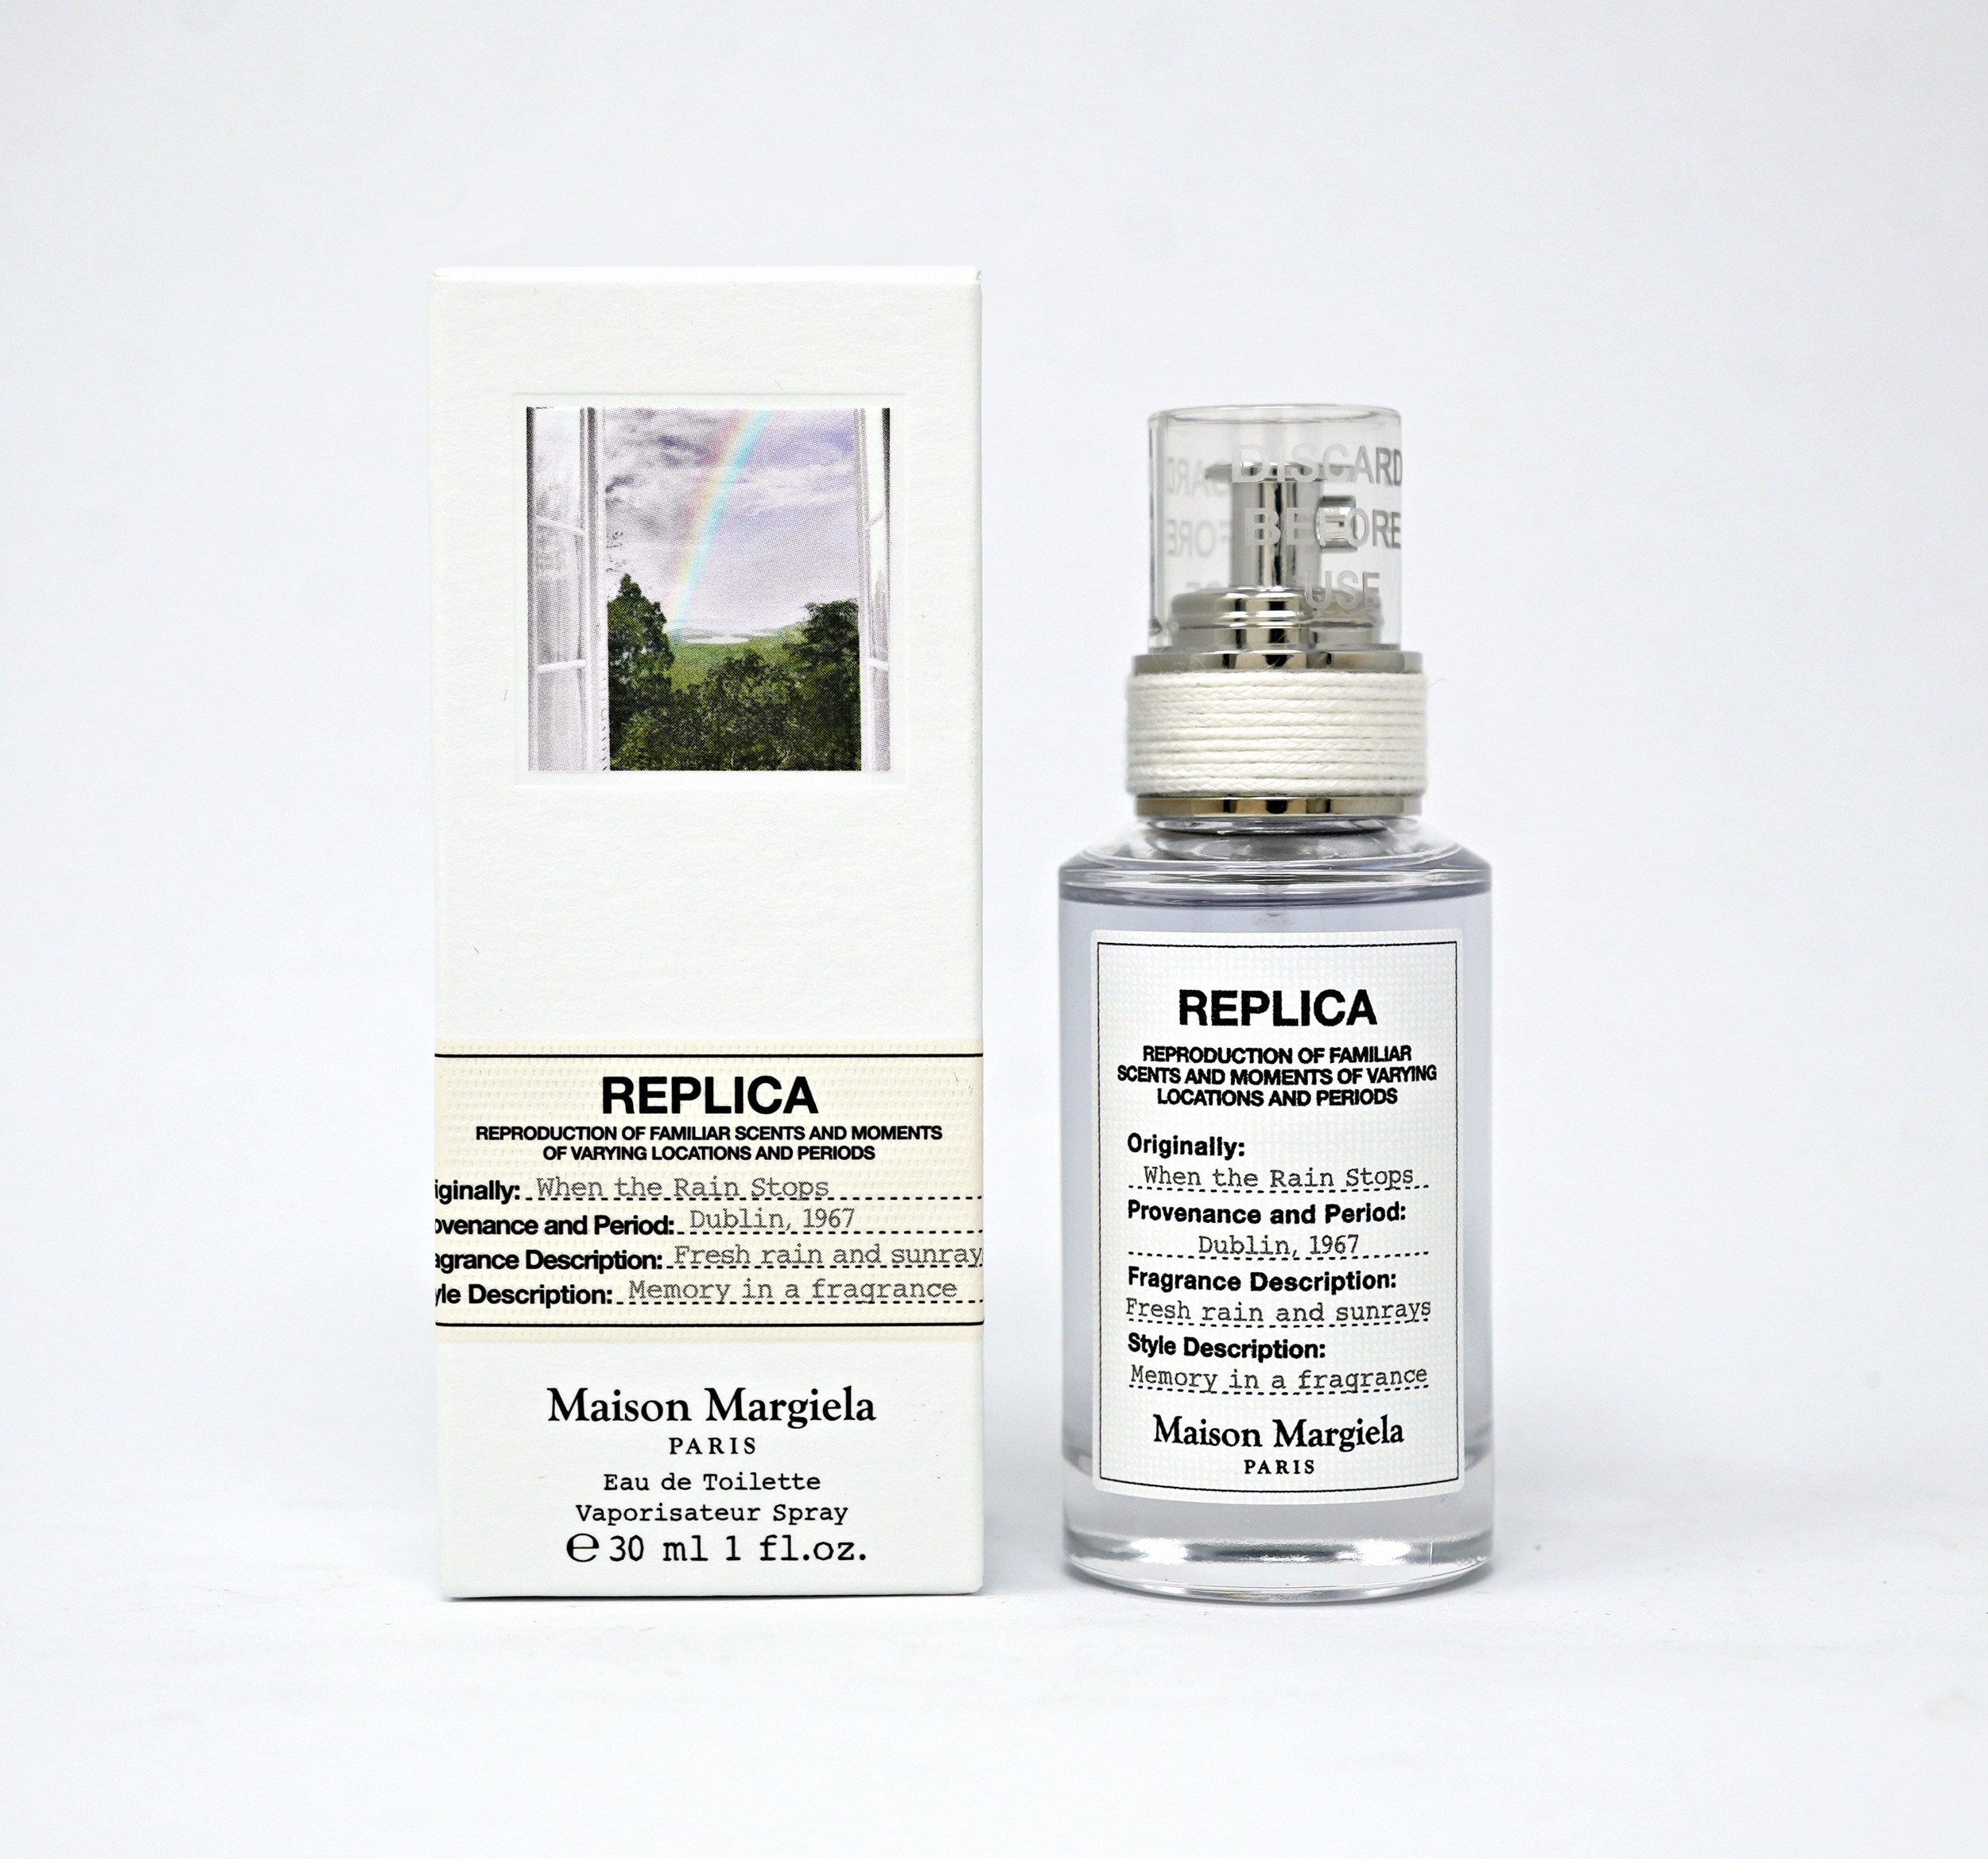 REPLICA
REPRODUCTION OF FAMILIAR SCENTS AND MOMENTS
OF VARYING LOCATIONS AND PERIODS
iginally: When the Rain Stops
ovenance and Period: Dublin, 1967
agrance Description: Fresh rain and sunray
yle Description: Memory in a fragrance
Maison Margiela
PARIS
Eau de Toilette
Vaporisateur Spray
℮ 30 ml 1 fl.oz.
DISCARD
BEFORE
USE
REPLICA
REPRODUCTION OF FAMILIAR
SCENTS AND MOMENTS OF VARYING
LOCATIONS AND PERIODS
Originally:
When the Rain Stops
Provenance and Period:
Dublin, 1967
Fragrance Description:
Fresh rain and sunrays
Style Description:
Memory in a fragrance
Maison Margiela
PARIS